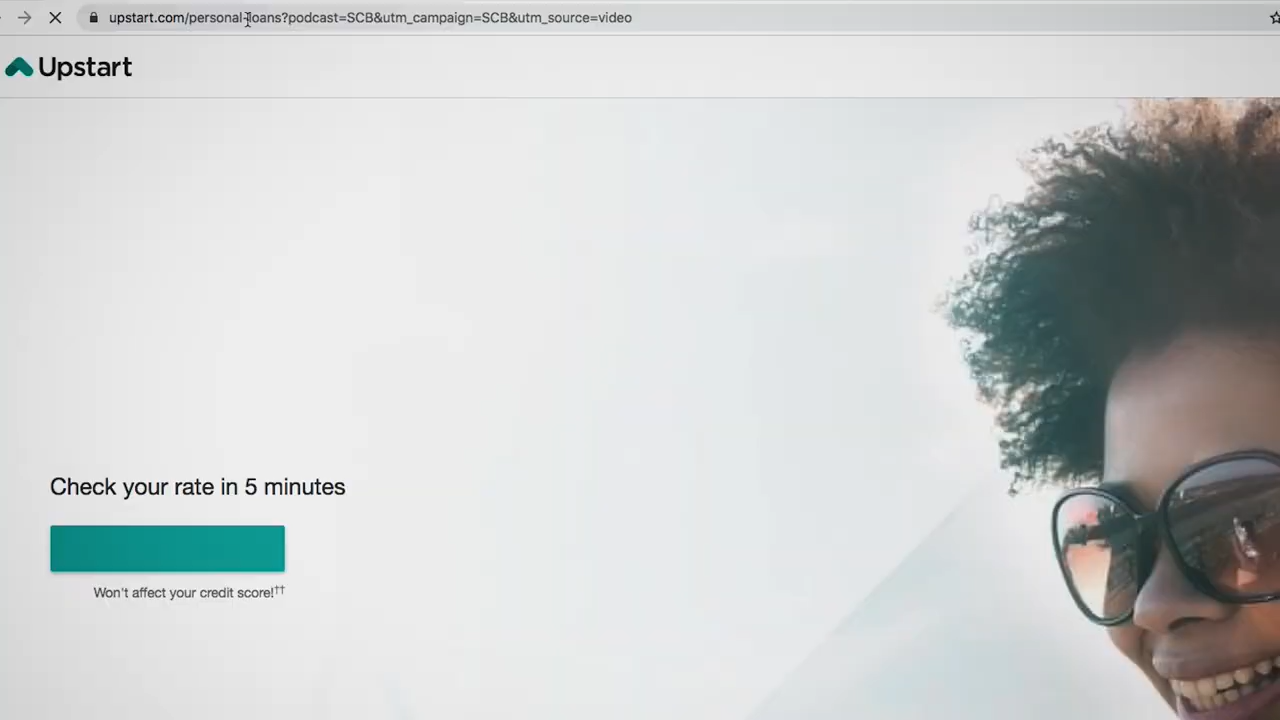 upstart.com/personal-loans?podcast=SCB&utm_campaign=SCB&utm_source=video
Upstart
Check your rate in 5 minutes
Won't affect your credit score!††